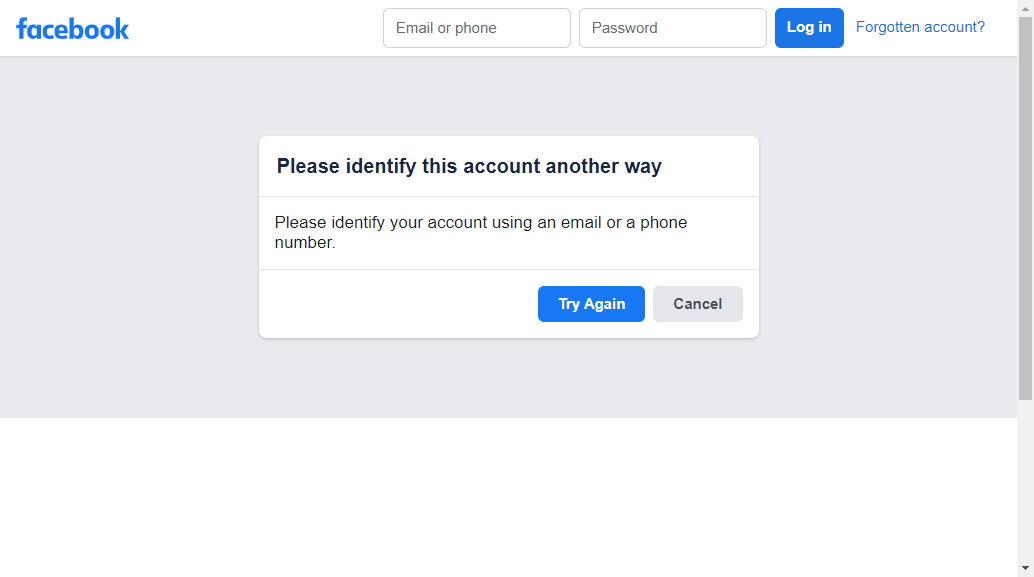 facebook
Email or phone
Password
Log in
Forgotten account?
Please identify this account another way
Please identify your account using an email or a phone
number.
Try Again
Cancel